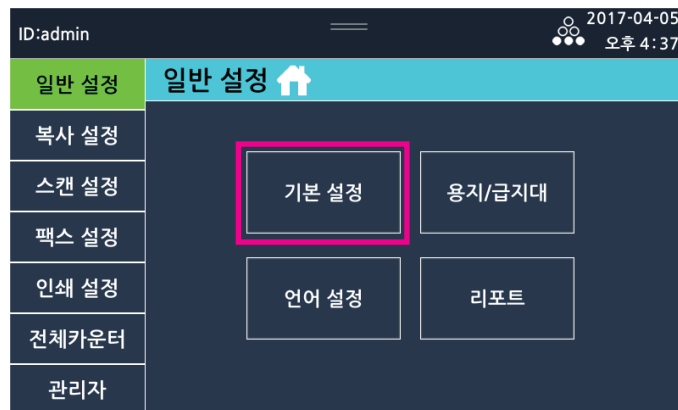 ID:admin
2017-04-05
오후 4:37
일반 설정
일반 설정
복사 설정
스캔 설정
팩스 설정
인쇄 설정
전체카운터
관리자
기본 설정
용지/급지대
언어 설정
리포트